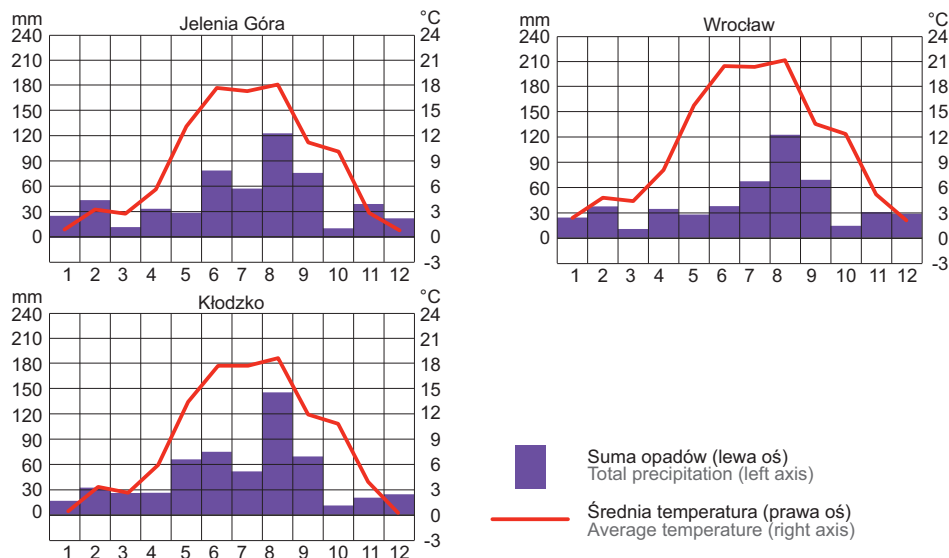 Jelenia Góra
mm °C
240 24
210 21
180 18
150 15
120 12
90 9
60 6
30 3
0 0
-3
1 2 3 4 5 6 7 8 9 10 11 12
Wrocław
mm °C
240 24
210 21
180 18
150 15
120 12
90 9
60 6
30 3
0 0
-3
1 2 3 4 5 6 7 8 9 10 11 12
Kłodzko
mm °C
240 24
210 21
180 18
150 15
120 12
90 9
60 6
30 3
0 0
-3
1 2 3 4 5 6 7 8 9 10 11 12
Suma opadów (lewa oś)
Total precipitation (left axis)
Średnia temperatura (prawa oś)
Average temperature (right axis)